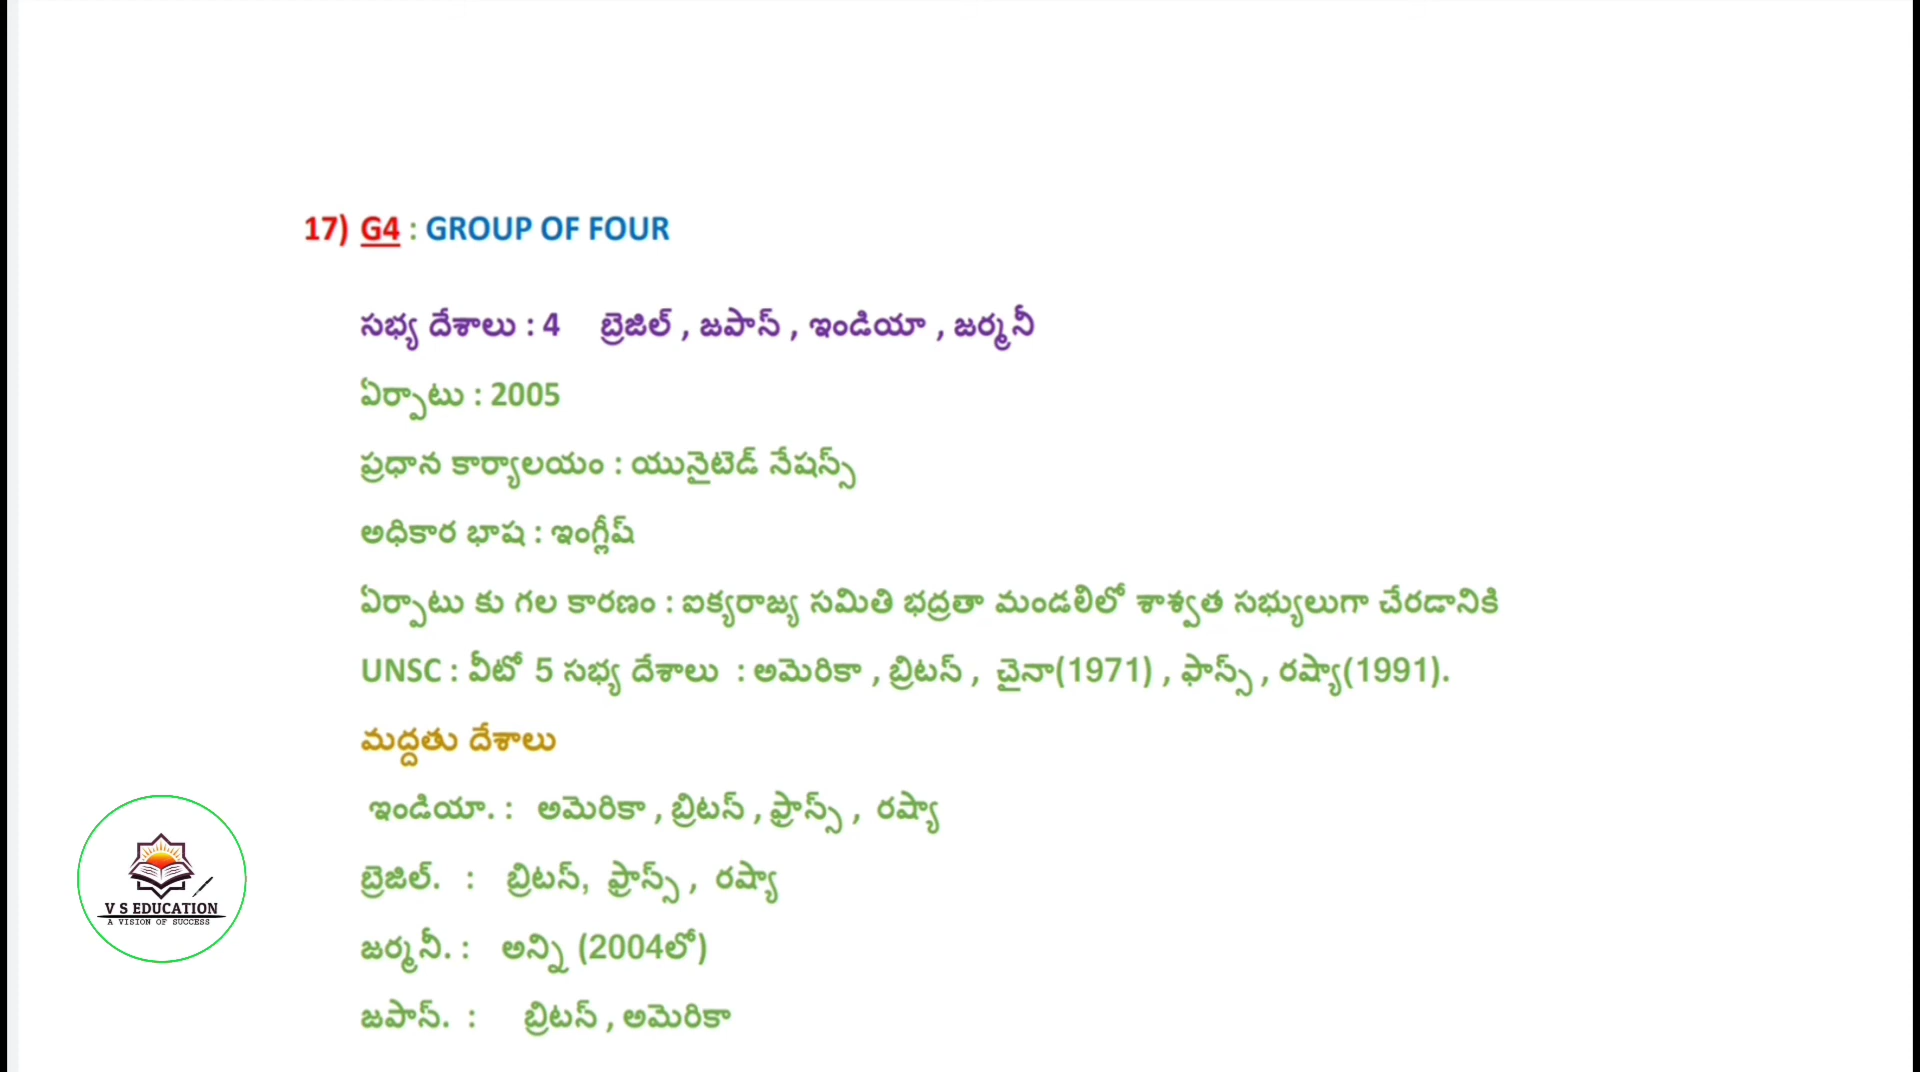 17) G4 : GROUP OF FOUR
సభ్య దేశాలు : 4 బ్రెజిల్ , జపాన్ , ఇండియా , జర్మనీ
ఏర్పాటు : 2005
ప్రధాన కార్యాలయం : యునైటెడ్ నేషన్స్
అధికార భాష : ఇంగ్లీష్
ఏర్పాటు కు గల కారణం : ఐక్యరాజ్య సమితి భద్రతా మండలిలో శాశ్వత సభ్యులుగా చేరడానికి
UNSC : వీటో 5 సభ్య దేశాలు : అమెరికా , బ్రిటన్ , చైనా(1971) , ఫాన్స్ , రష్యా(1991).
మద్దతు దేశాలు
ఇండియా. : అమెరికా , బ్రిటన్ , ఫ్రాన్స్ , రష్యా
బ్రెజిల్. : బ్రిటన్, ఫ్రాన్స్ , రష్యా
జర్మనీ. : అన్ని (2004లో)
జపాన్. : బ్రిటన్ , అమెరికా
V S EDUCATION
A VISION OF SUCCESS